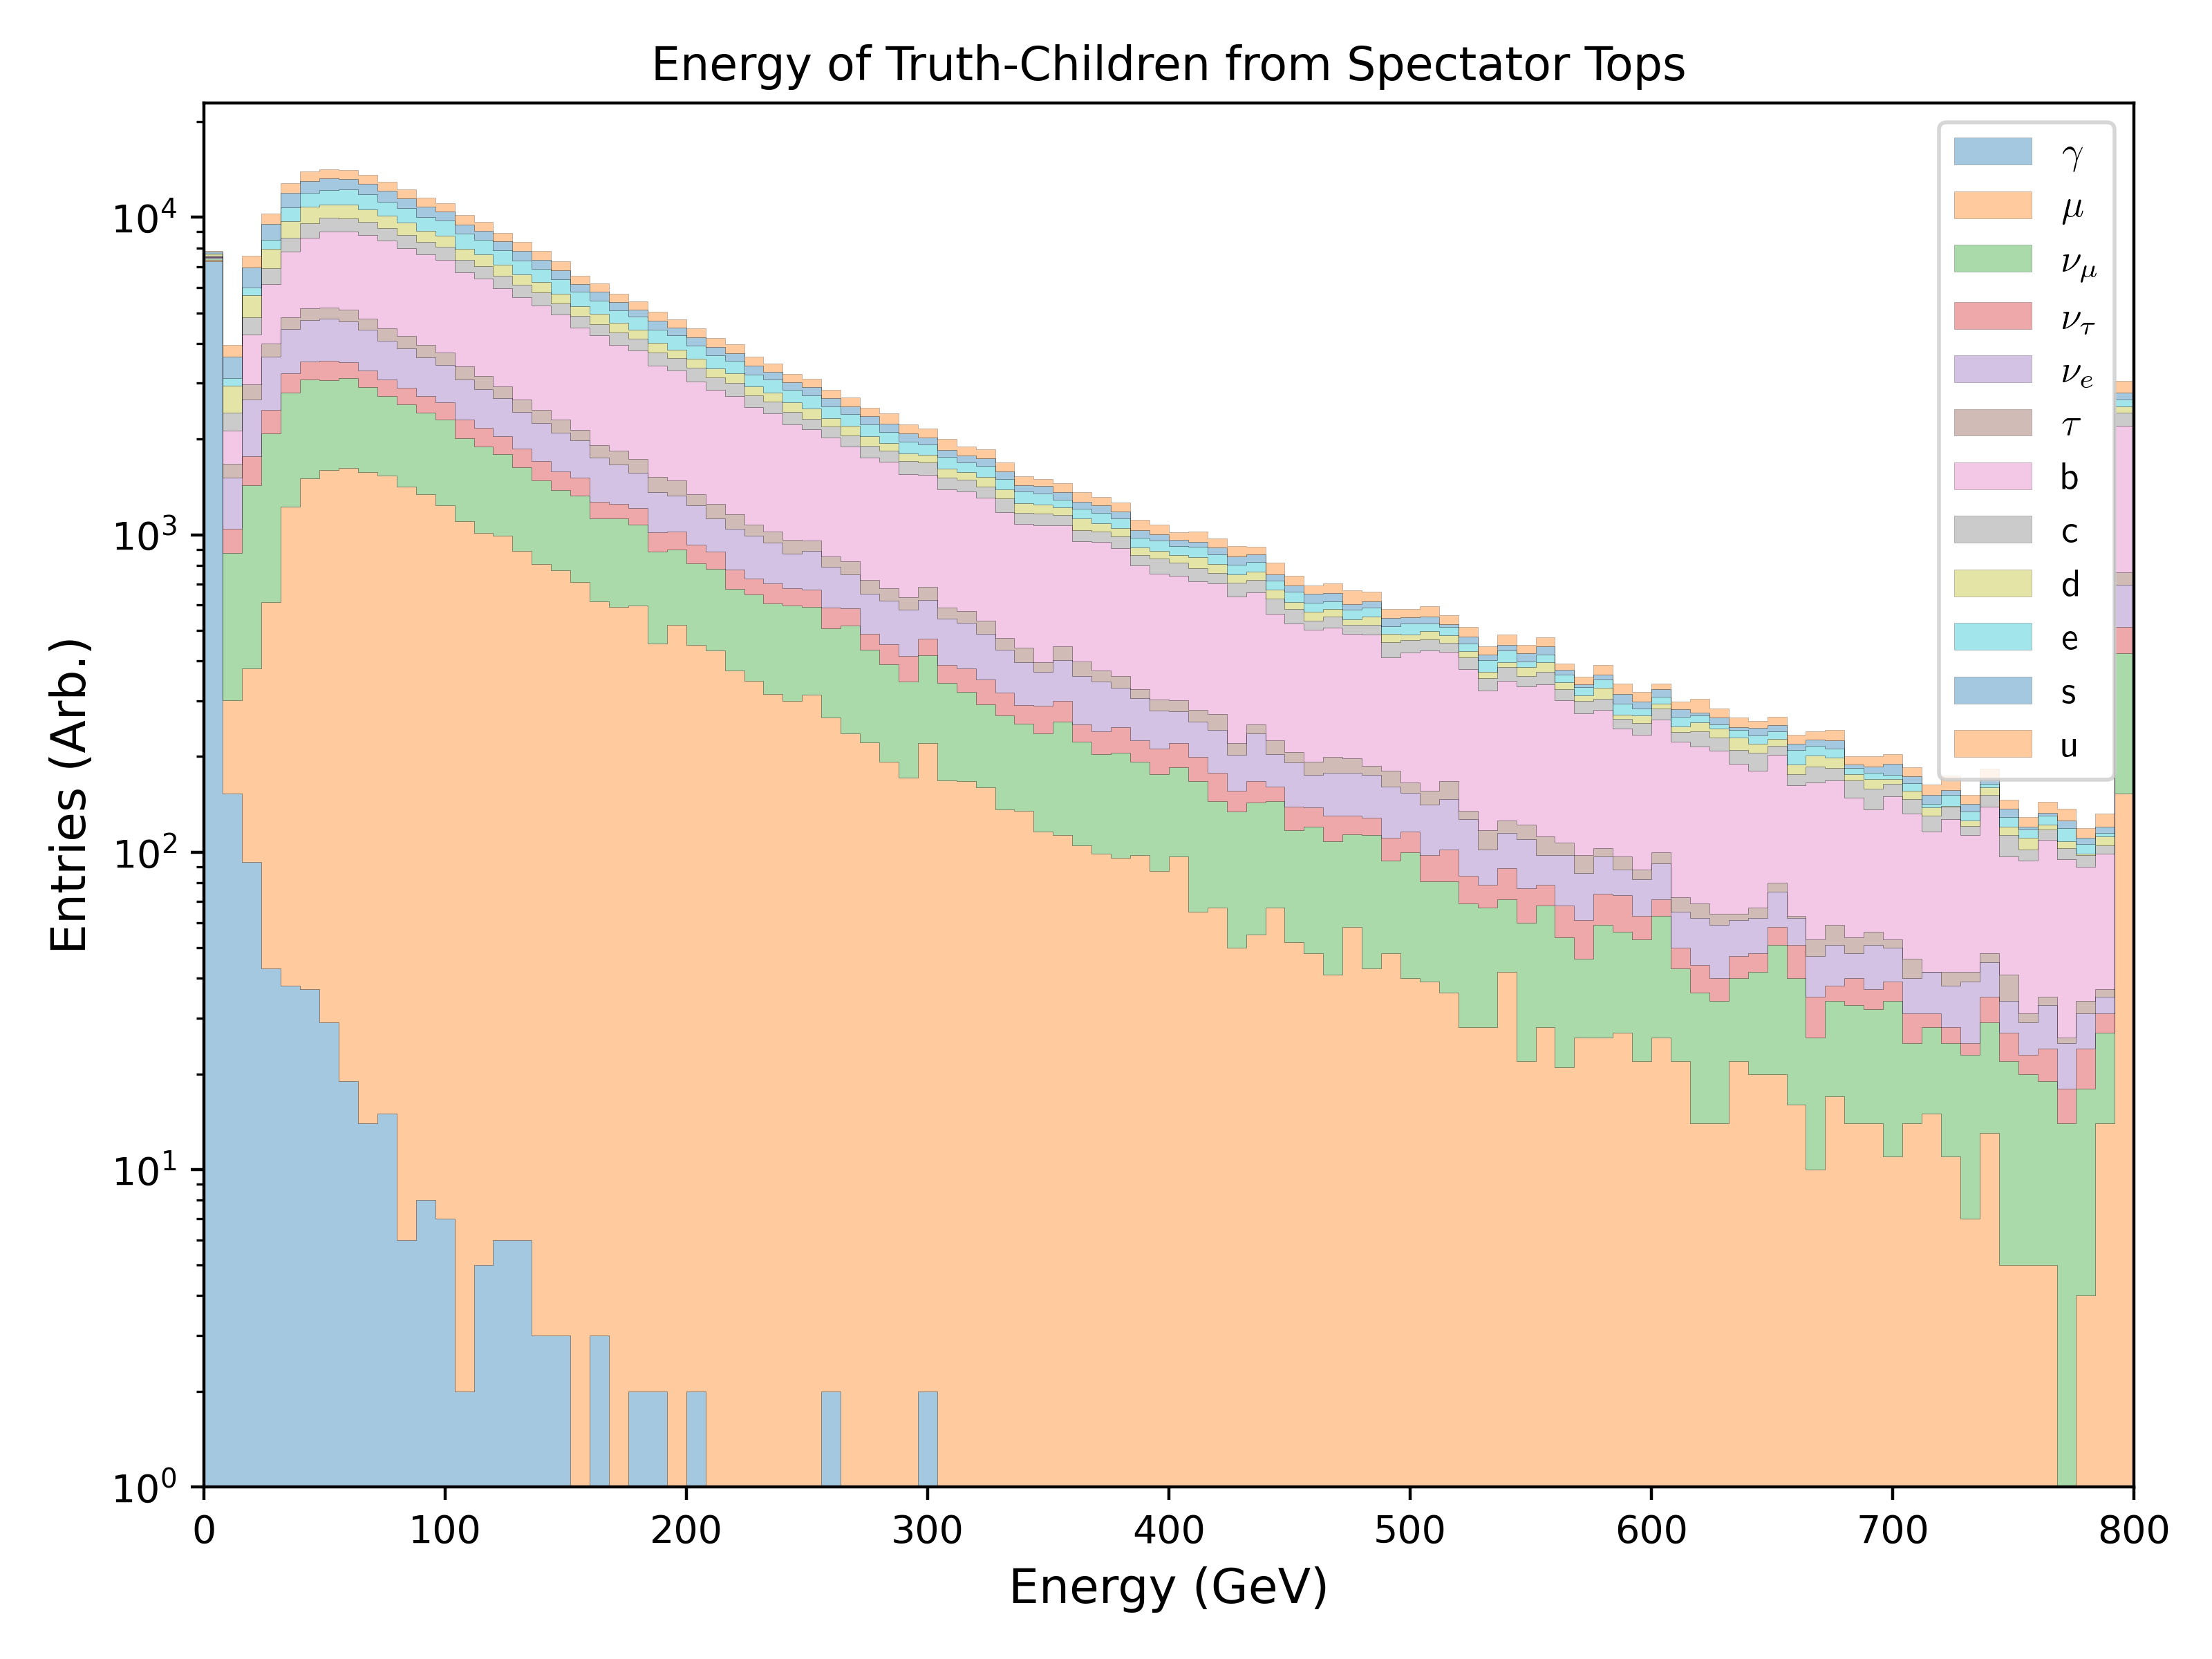 Energy of Truth-Children from Spectator Tops
Entries (Arb.)
10⁴
10³
10²
10¹
10⁰
0 100 200 300 400 500 600 700 800
Energy (GeV)
γ
μ
ν_μ
ν_τ
ν_e
τ
b
c
d
e
s
u